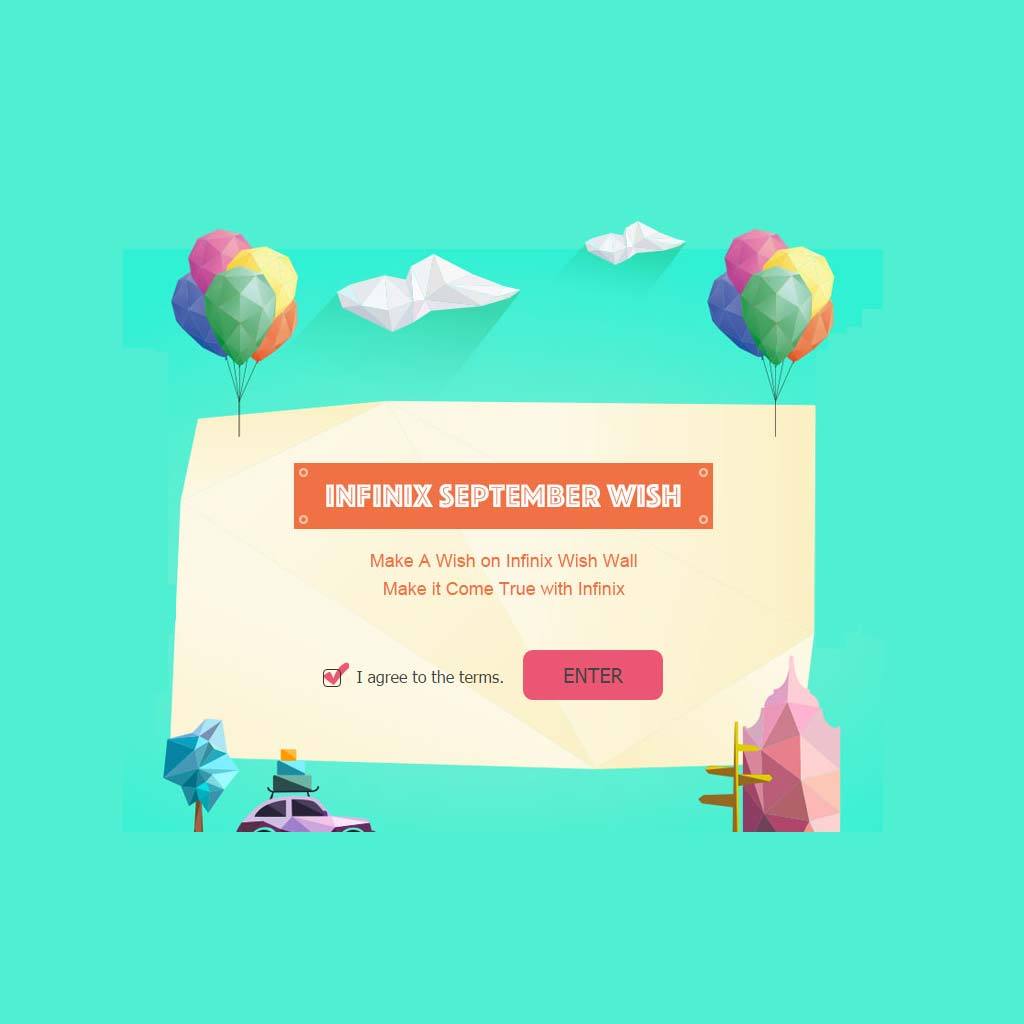 INFINIX SEPTEMBER WISH
Make A Wish on Infinix Wish Wall
Make it Come True with Infinix
I agree to the terms.
ENTER